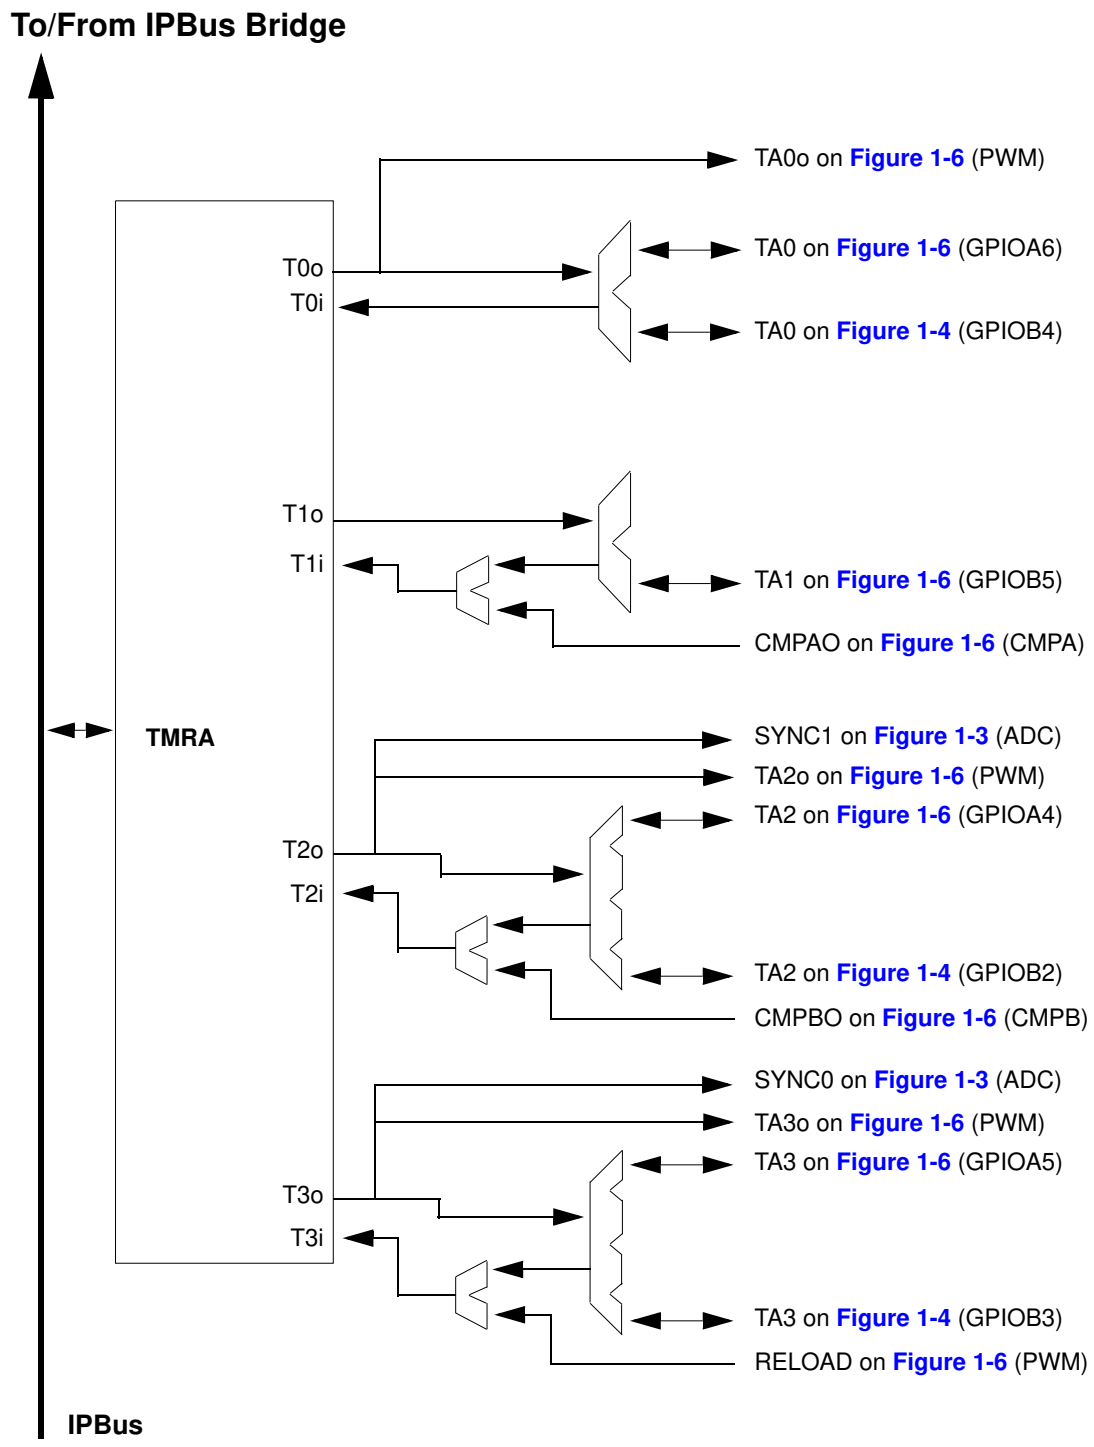 To/From IPBus Bridge
TA0o on Figure 1-6 (PWM)
TA0 on Figure 1-6 (GPIOA6)
T0o
T0i
TA0 on Figure 1-4 (GPIOB4)
T1o
T1i
TA1 on Figure 1-6 (GPIOB5)
CMPAO on Figure 1-6 (CMPA)
TMRA
SYNC1 on Figure 1-3 (ADC)
TA2o on Figure 1-6 (PWM)
TA2 on Figure 1-6 (GPIOA4)
T2o
T2i
TA2 on Figure 1-4 (GPIOB2)
CMPBO on Figure 1-6 (CMPB)
SYNC0 on Figure 1-3 (ADC)
TA3o on Figure 1-6 (PWM)
TA3 on Figure 1-6 (GPIOA5)
T3o
T3i
TA3 on Figure 1-4 (GPIOB3)
RELOAD on Figure 1-6 (PWM)
IPBus